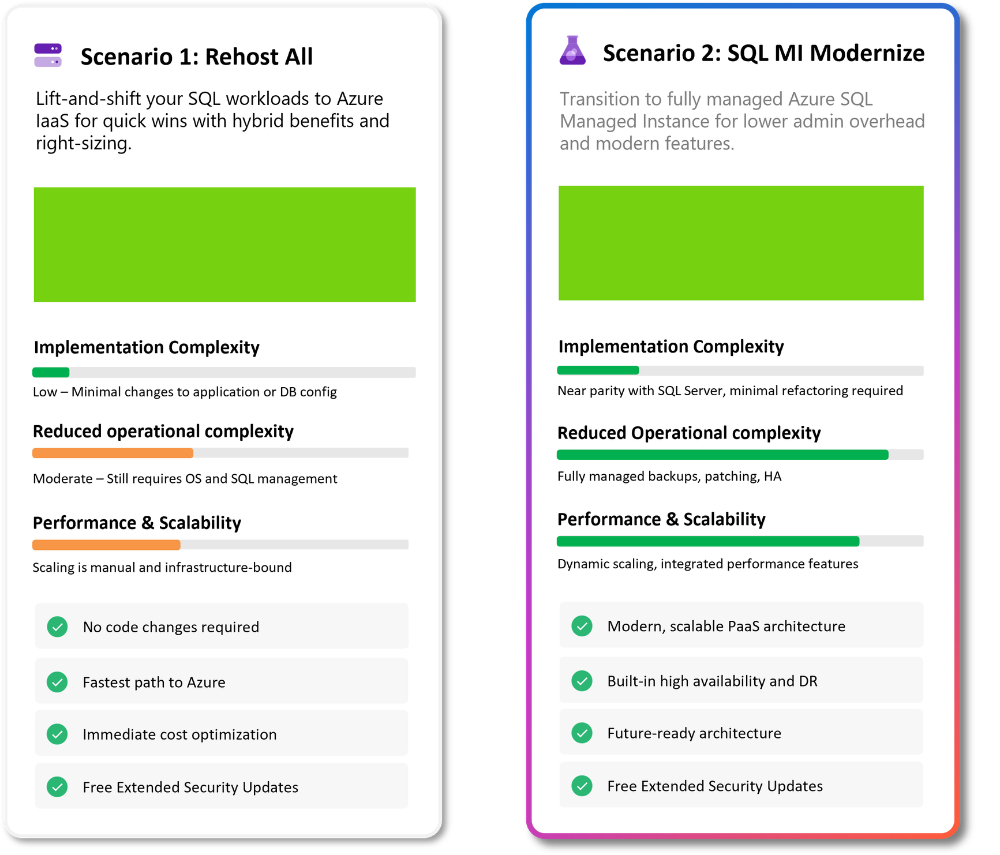 Scenario 1: Rehost All
Lift-and-shift your SQL workloads to Azure
IaaS for quick wins with hybrid benefits and
right-sizing.
Implementation Complexity
Low – Minimal changes to application or DB config
Reduced operational complexity
Moderate – Still requires OS and SQL management
Performance & Scalability
Scaling is manual and infrastructure-bound
No code changes required
Fastest path to Azure
Immediate cost optimization
Free Extended Security Updates
Scenario 2: SQL MI Modernize
Transition to fully managed Azure SQL
Managed Instance for lower admin overhead
and modern features.
Implementation Complexity
Near parity with SQL Server, minimal refactoring required
Reduced Operational complexity
Fully managed backups, patching, HA
Performance & Scalability
Dynamic scaling, integrated performance features
Modern, scalable PaaS architecture
Built-in high availability and DR
Future-ready architecture
Free Extended Security Updates